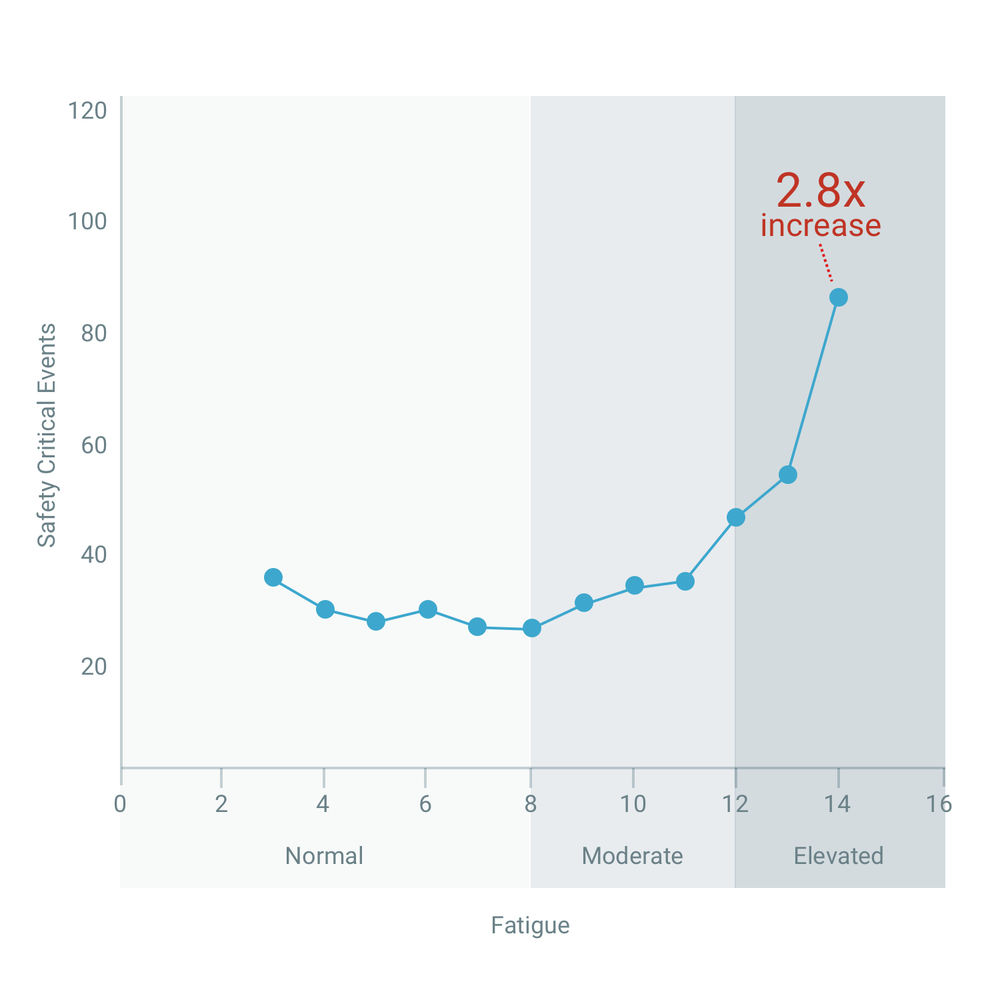 120
100
80
60
40
20
Safety Critical Events
2.8x
increase
0 2 4 6 8 10 12 14 16
Normal Moderate Elevated
Fatigue